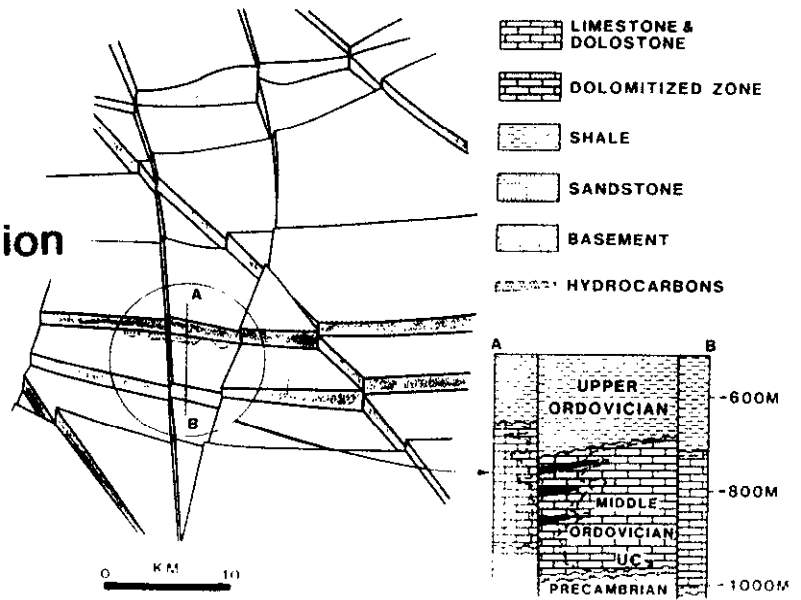 LIMESTONE &
DOLOSTONE
DOLOMITIZED ZONE
SHALE
SANDSTONE
BASEMENT
HYDROCARBONS
ion
A
B
KM
0 10
A B
UPPER
ORDOVICIAN
MIDDLE
ORDOVICIAN
PRECAMBRIAN
-600M
-800M
-1000M